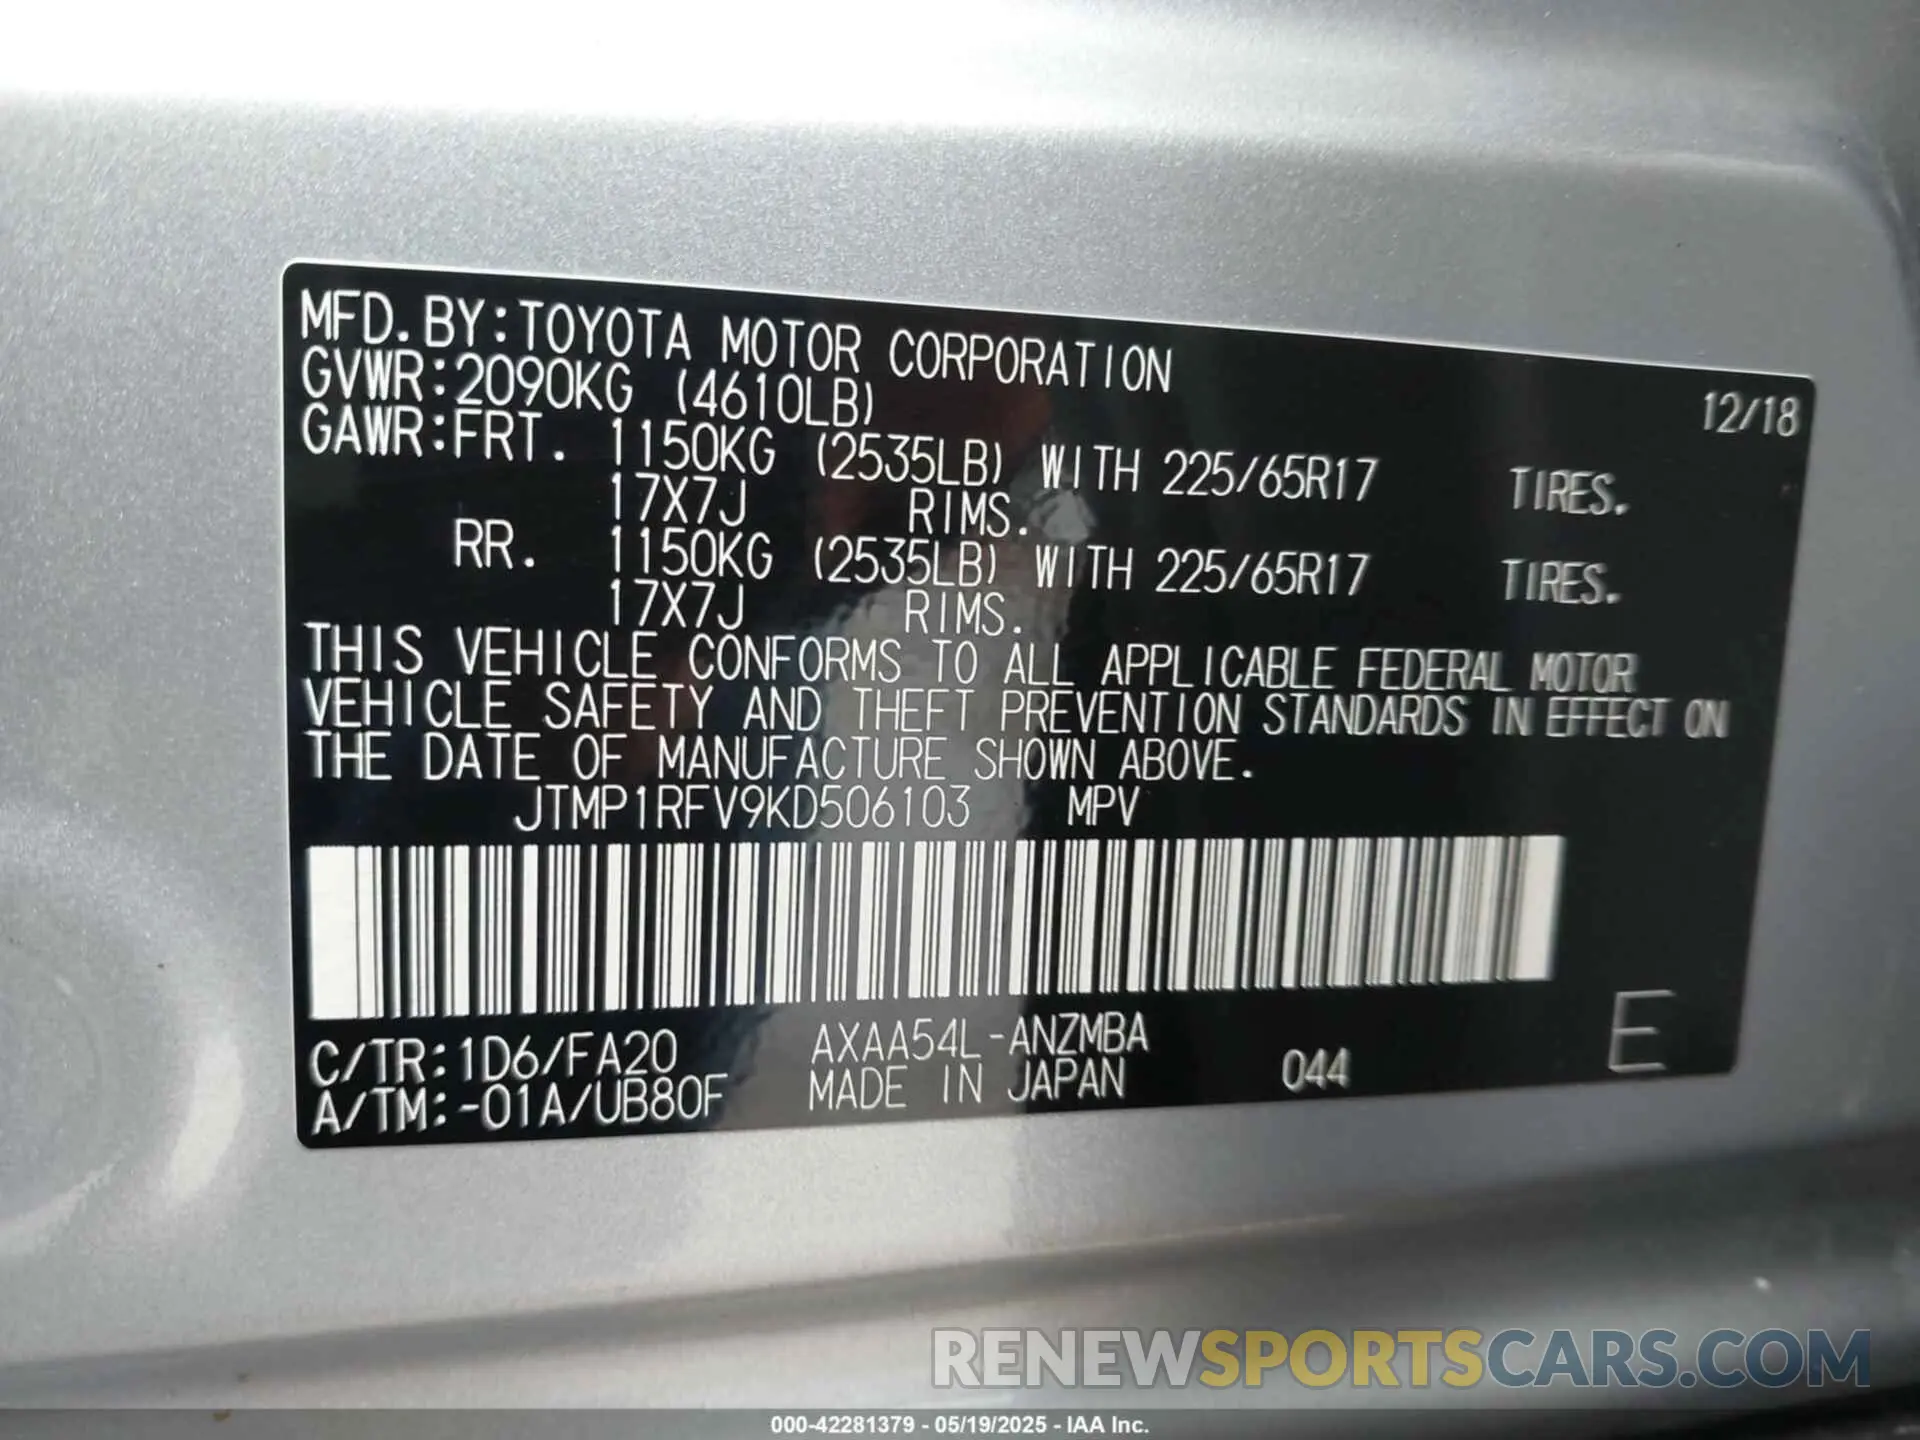 MFD.BY:TOYOTA MOTOR CORPORATION
12/18
GVWR:2090KG (4610LB)
GAWR:FRT. 1150KG (2535LB) WITH 225/65R17 TIRES.
17X7J RIMS.
RR. 1150KG (2535LB) WITH 225/65R17 TIRES.
17X7J RIMS.
THIS VEHICLE CONFORMS TO ALL APPLICABLE FEDERAL MOTOR
VEHICLE SAFETY AND THEFT PREVENTION STANDARDS IN EFFECT ON
THE DATE OF MANUFACTURE SHOWN ABOVE.
JTMP1RFV9KD506103 MPV
C/TR:1D6/FA20 AXAA54L-ANZMBA
A/TM:-01A/UB80F MADE IN JAPAN 044 E
RENEWSPORTSCARS.COM
000-42281379 - 05/19/2025 - IAA Inc.